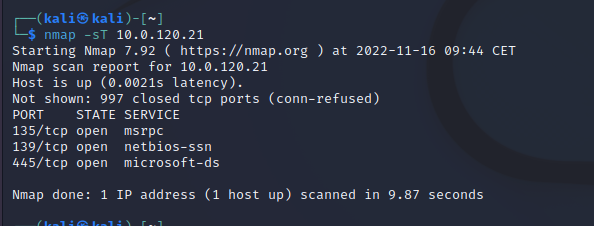 ┌──(kali㉿kali)-[~]
└─$ nmap -sT 10.0.120.21
Starting Nmap 7.92 ( https://nmap.org ) at 2022-11-16 09:44 CET
Nmap scan report for 10.0.120.21
Host is up (0.0021s latency).
Not shown: 997 closed tcp ports (conn-refused)
PORT    STATE SERVICE
135/tcp open  msrpc
139/tcp open  netbios-ssn
445/tcp open  microsoft-ds
Nmap done: 1 IP address (1 host up) scanned in 9.87 seconds
┌──(kali㉿kali)-[~]